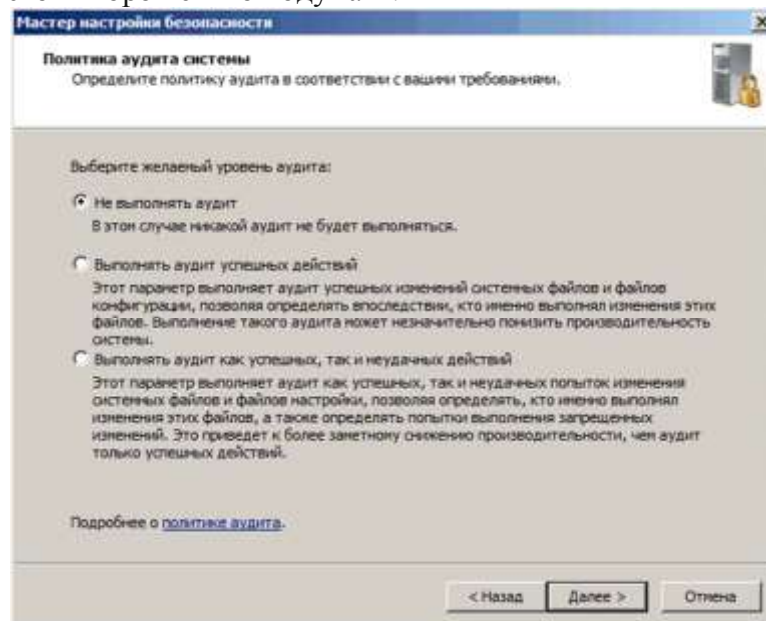 Мастер настройки безопасности
Политика аудита системы
Определите политику аудита в соответствии с вашими требованиями.
Выберите желаемый уровень аудита:
Не выполнять аудит
В этом случае никакой аудит не будет выполняться.
Выполнять аудит успешных действий
Этот параметр выполняет аудит успешных изменений системных файлов и файлов
конфигурации, позволяя определять впоследствии, кто именно выполнял изменения этих
файлов. Выполнение такого аудита может незначительно понизить производительность
системы.
Выполнять аудит как успешных, так и неудачных действий
Этот параметр выполняет аудит как успешных, так и неудачных попыток изменения
системных файлов и файлов настройки, позволяя определять, кто именно выполнял
изменения этих файлов, а также определять попытки выполнения запрещенных
изменений. Это приведет к более заметному снижению производительности, чем аудит
только успешных действий.
Подробнее о политике аудита.
< Назад Далее > Отмена